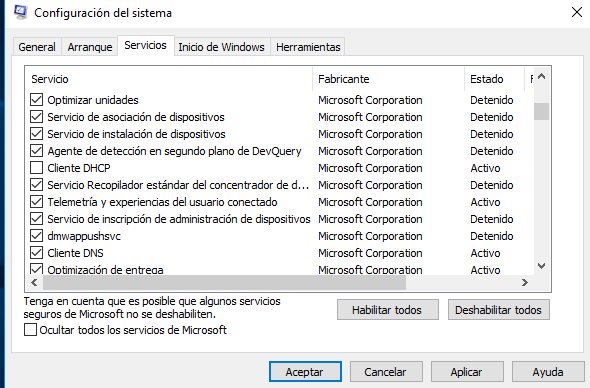 Configuración del sistema
General Arranque Servicios Inicio de Windows Herramientas
Servicio Fabricante Estado F
Optimizar unidades Microsoft Corporation Detenido
Servicio de asociación de dispositivos Microsoft Corporation Detenido
Servicio de instalación de dispositivos Microsoft Corporation Detenido
Agente de detección en segundo plano de DevQuery Microsoft Corporation Detenido
Cliente DHCP Microsoft Corporation Activo
Servicio Recopilador estándar del concentrador de d... Microsoft Corporation Detenido
Telemetría y experiencias del usuario conectado Microsoft Corporation Activo
Servicio de inscripción de administración de dispositivos Microsoft Corporation Detenido
dmwappushsvc Microsoft Corporation Detenido
Cliente DNS Microsoft Corporation Activo
Optimización de entrega Microsoft Corporation Activo
Tenga en cuenta que es posible que algunos servicios
seguros de Microsoft no se deshabiliten.
Habilitar todos Deshabilitar todos
Ocultar todos los servicios de Microsoft
Aceptar Cancelar Aplicar Ayuda